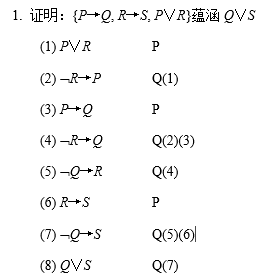 1. 证明：{P→Q, R→S, P∨R}蕴涵 Q∨S
(1) P∨R P
(2) ¬R→P Q(1)
(3) P→Q P
(4) ¬R→Q Q(2)(3)
(5) ¬Q→R Q(4)
(6) R→S P
(7) ¬Q→S Q(5)(6)
(8) Q∨S Q(7)